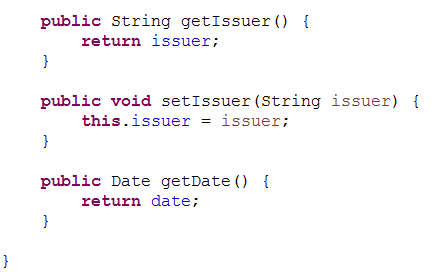 public String getIssuer() {
return issuer;
}
public void setIssuer(String issuer) {
this.issuer = issuer;
}
public Date getDate() {
return date;
}
}